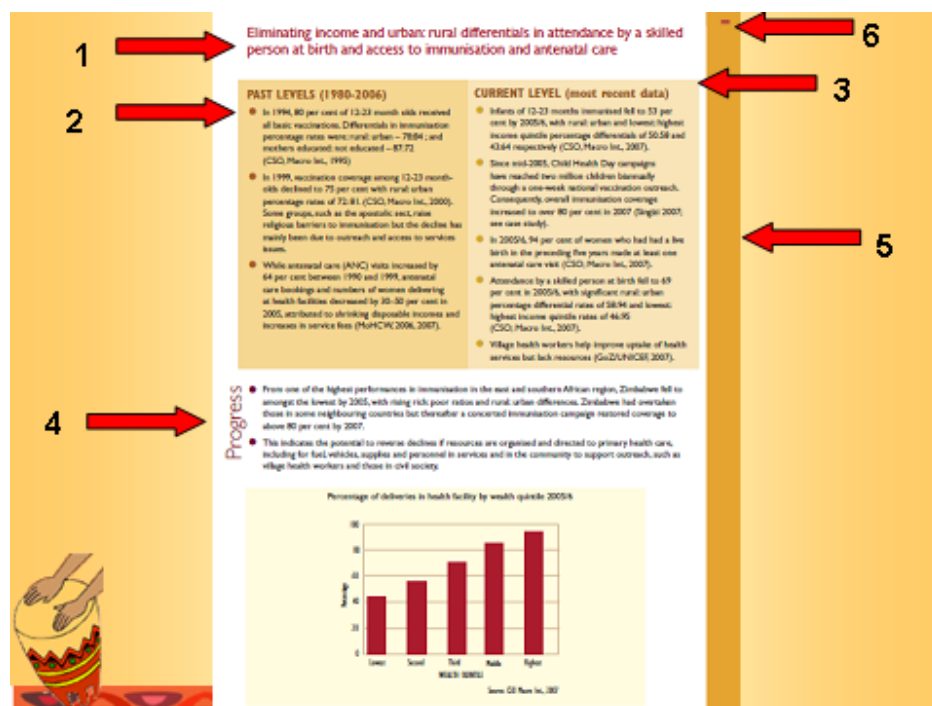 1
Eliminating income and urban: rural differentials in attendance by a skilled
person at birth and access to immunisation and antenatal care
6
2
PAST LEVELS (1980-2006)
In 1994, 80 per cent of 12-23 month olds received
all basic vaccinations. Differentials in immunisation
percentage rates were: rural: urban – 78:84 ; and
mothers educated: not educated – 87:72
(CSO, Macro Int., 1995)
In 1999, vaccination coverage among 12-23 month-
olds declined to 75 per cent with rural: urban
percentage rates of 72: 81. (CSO, Macro Int., 2000).
Some groups, such as the apostolic sect, raise
religious barriers to immunisation but the decline has
mainly been due to outreach and access to services
issues.
While antenatal care (ANC) visits increased by
64 per cent between 1990 and 1999, antenatal
care bookings and numbers of women delivering
at health facilities decreased by 30–50 per cent in
2005, attributed to shrinking disposable incomes and
increases in service fees (MoHCW, 2006, 2007).
CURRENT LEVEL (most recent data)
Infants of 12-23 months immunised fell to 53 per
cent by 2005/6, with rural: urban and lowest: highest
income quintile percentage differentials of 50:58 and
43:64 respectively (CSO, Macro Int., 2007).
Since mid-2005, Child Health Day campaigns
have reached two million children biannually
through a one-week national vaccination outreach.
Consequently, overall immunisation coverage
increased to over 80 per cent in 2007 (Singizi 2007;
see case study).
In 2005/6, 94 per cent of women who had had a live
birth in the preceding five years made at least one
antenatal care visit (CSO, Macro Int., 2007).
Attendance by a skilled person at birth fell to 69
per cent in 2005/6, with significant rural: urban
percentage differential rates of 58:94 and lowest:
highest income quintile rates of 46:95
(CSO; Macro Int., 2007).
Village health workers help improve uptake of health
services but lack resources (GoZ/UNICEF, 2007).
3
5
4
Progress
From one of the highest performances in immunisation in the east and southern African region, Zimbabwe fell to
amongst the lowest by 2005, with rising rich: poor ratios and rural: urban differences. Zimbabwe had overtaken
those in some neighbouring countries but thereafter a concerted immunisation campaign restored coverage to
above 80 per cent by 2007.
This indicates the potential to reverse declines if resources are organised and directed to primary health care,
including for fuel, vehicles, supplies and personnel in services and in the community to support outreach, such as
village health workers and those in civil society.
Percentage of deliveries in health facility by wealth quintile 2005/6
Percentage
100
80
60
40
20
0
Lowest
Second
Third
Middle
Highest
WEALTH QUINTILE
Source: CSO Macro Int., 2007